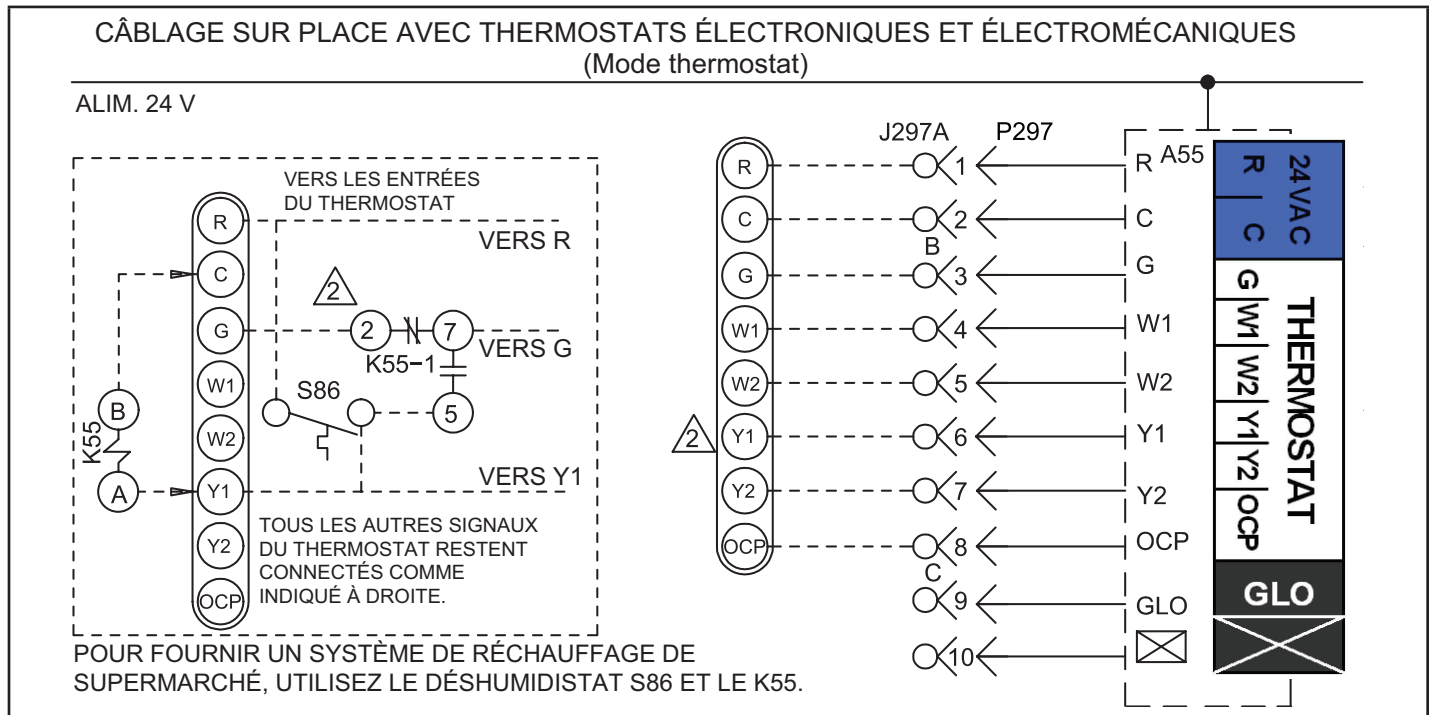 CÂBLAGE SUR PLACE AVEC THERMOSTATS ÉLECTRONIQUES ET ÉLECTROMÉCANIQUES
(Mode thermostat)
ALIM. 24 V
VERS LES ENTRÉES
DU THERMOSTAT
R
VERS R
C
2
G
2
7
VERS G
K55-1
W1
S86
5
B
W2
K55
A
Y1
VERS Y1
TOUS LES AUTRES SIGNAUX
DU THERMOSTAT RESTENT
CONNECTÉS COMME
INDIQUÉ À DROITE.
Y2
OCP
POUR FOURNIR UN SYSTÈME DE RÉCHAUFFAGE DE
SUPERMARCHÉ, UTILISEZ LE DÉSHUMIDISTAT S86 ET LE K55.
J297A P297
R 1 R A55
C 2 C
B
G 3 G
W1 4 W1
W2 5 W2
2 Y1 6 Y1
Y2 7 Y2
OCP 8 OCP
C
9 GLO
10
24VAC
R C
THERMOSTAT
G W1 W2 Y1 Y2 OCP
GLO